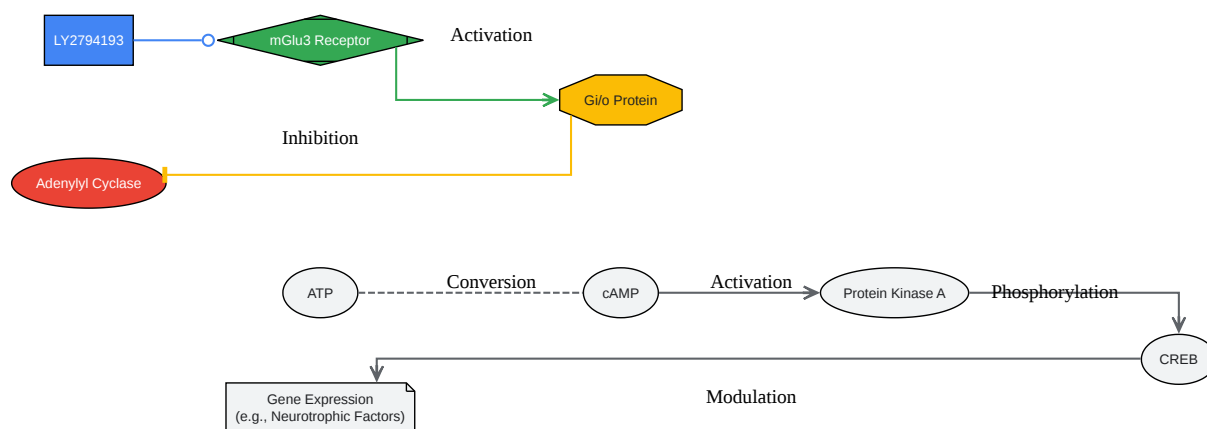 LY2794193
mGlu3 Receptor
Activation
Gi/o Protein
Inhibition
Adenylyl Cyclase
ATP
Conversion
cAMP
Activation
Protein Kinase A
Phosphorylation
CREB
Gene Expression
(e.g., Neurotrophic Factors)
Modulation